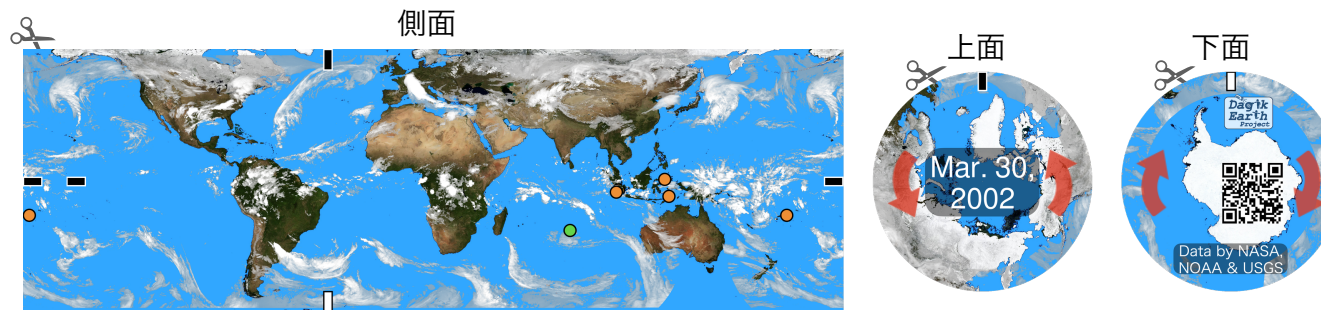 側面
上面
下面
Mar. 30,
2002
Dagik
Earth
Project
Data by NASA,
NOAA & USGS